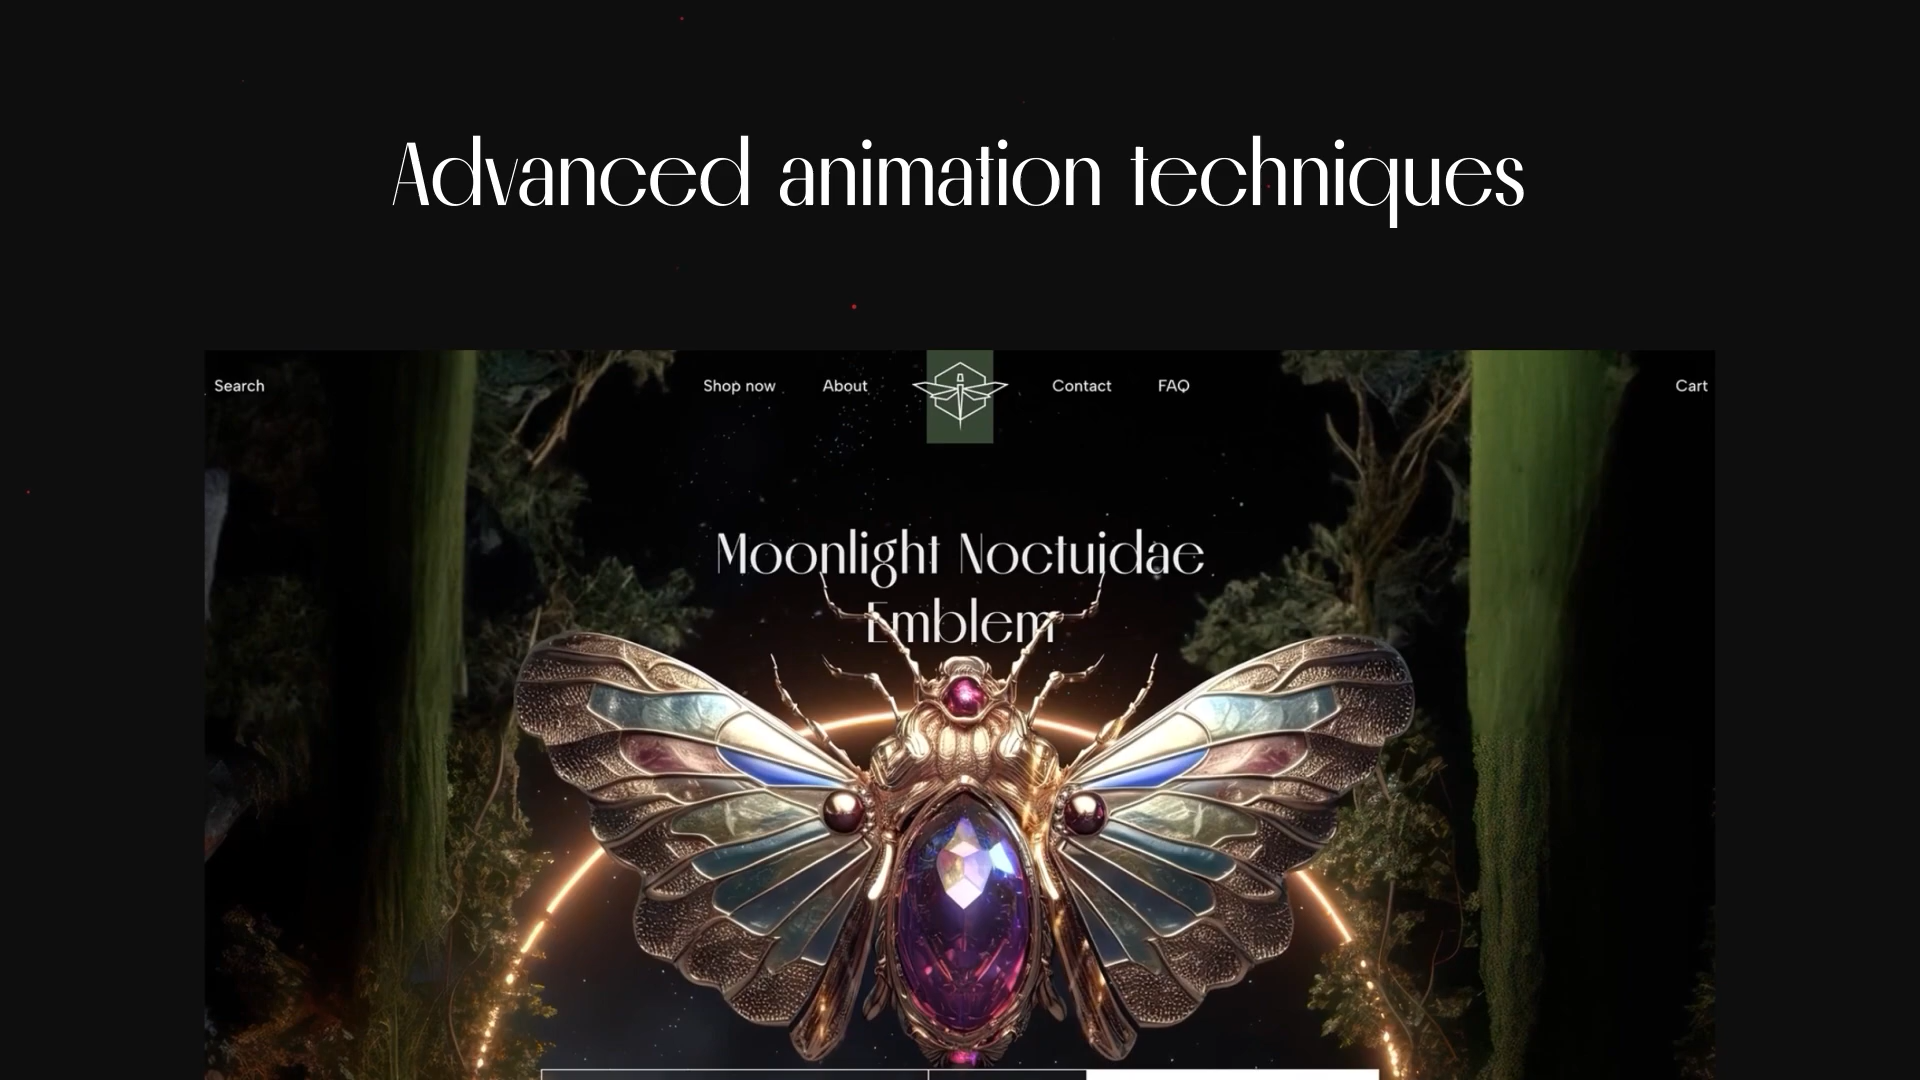 Advanced animation techniques
Search
Shop now
About
Contact
FAQ
Cart
Moonlight Noctuidae
Emblem